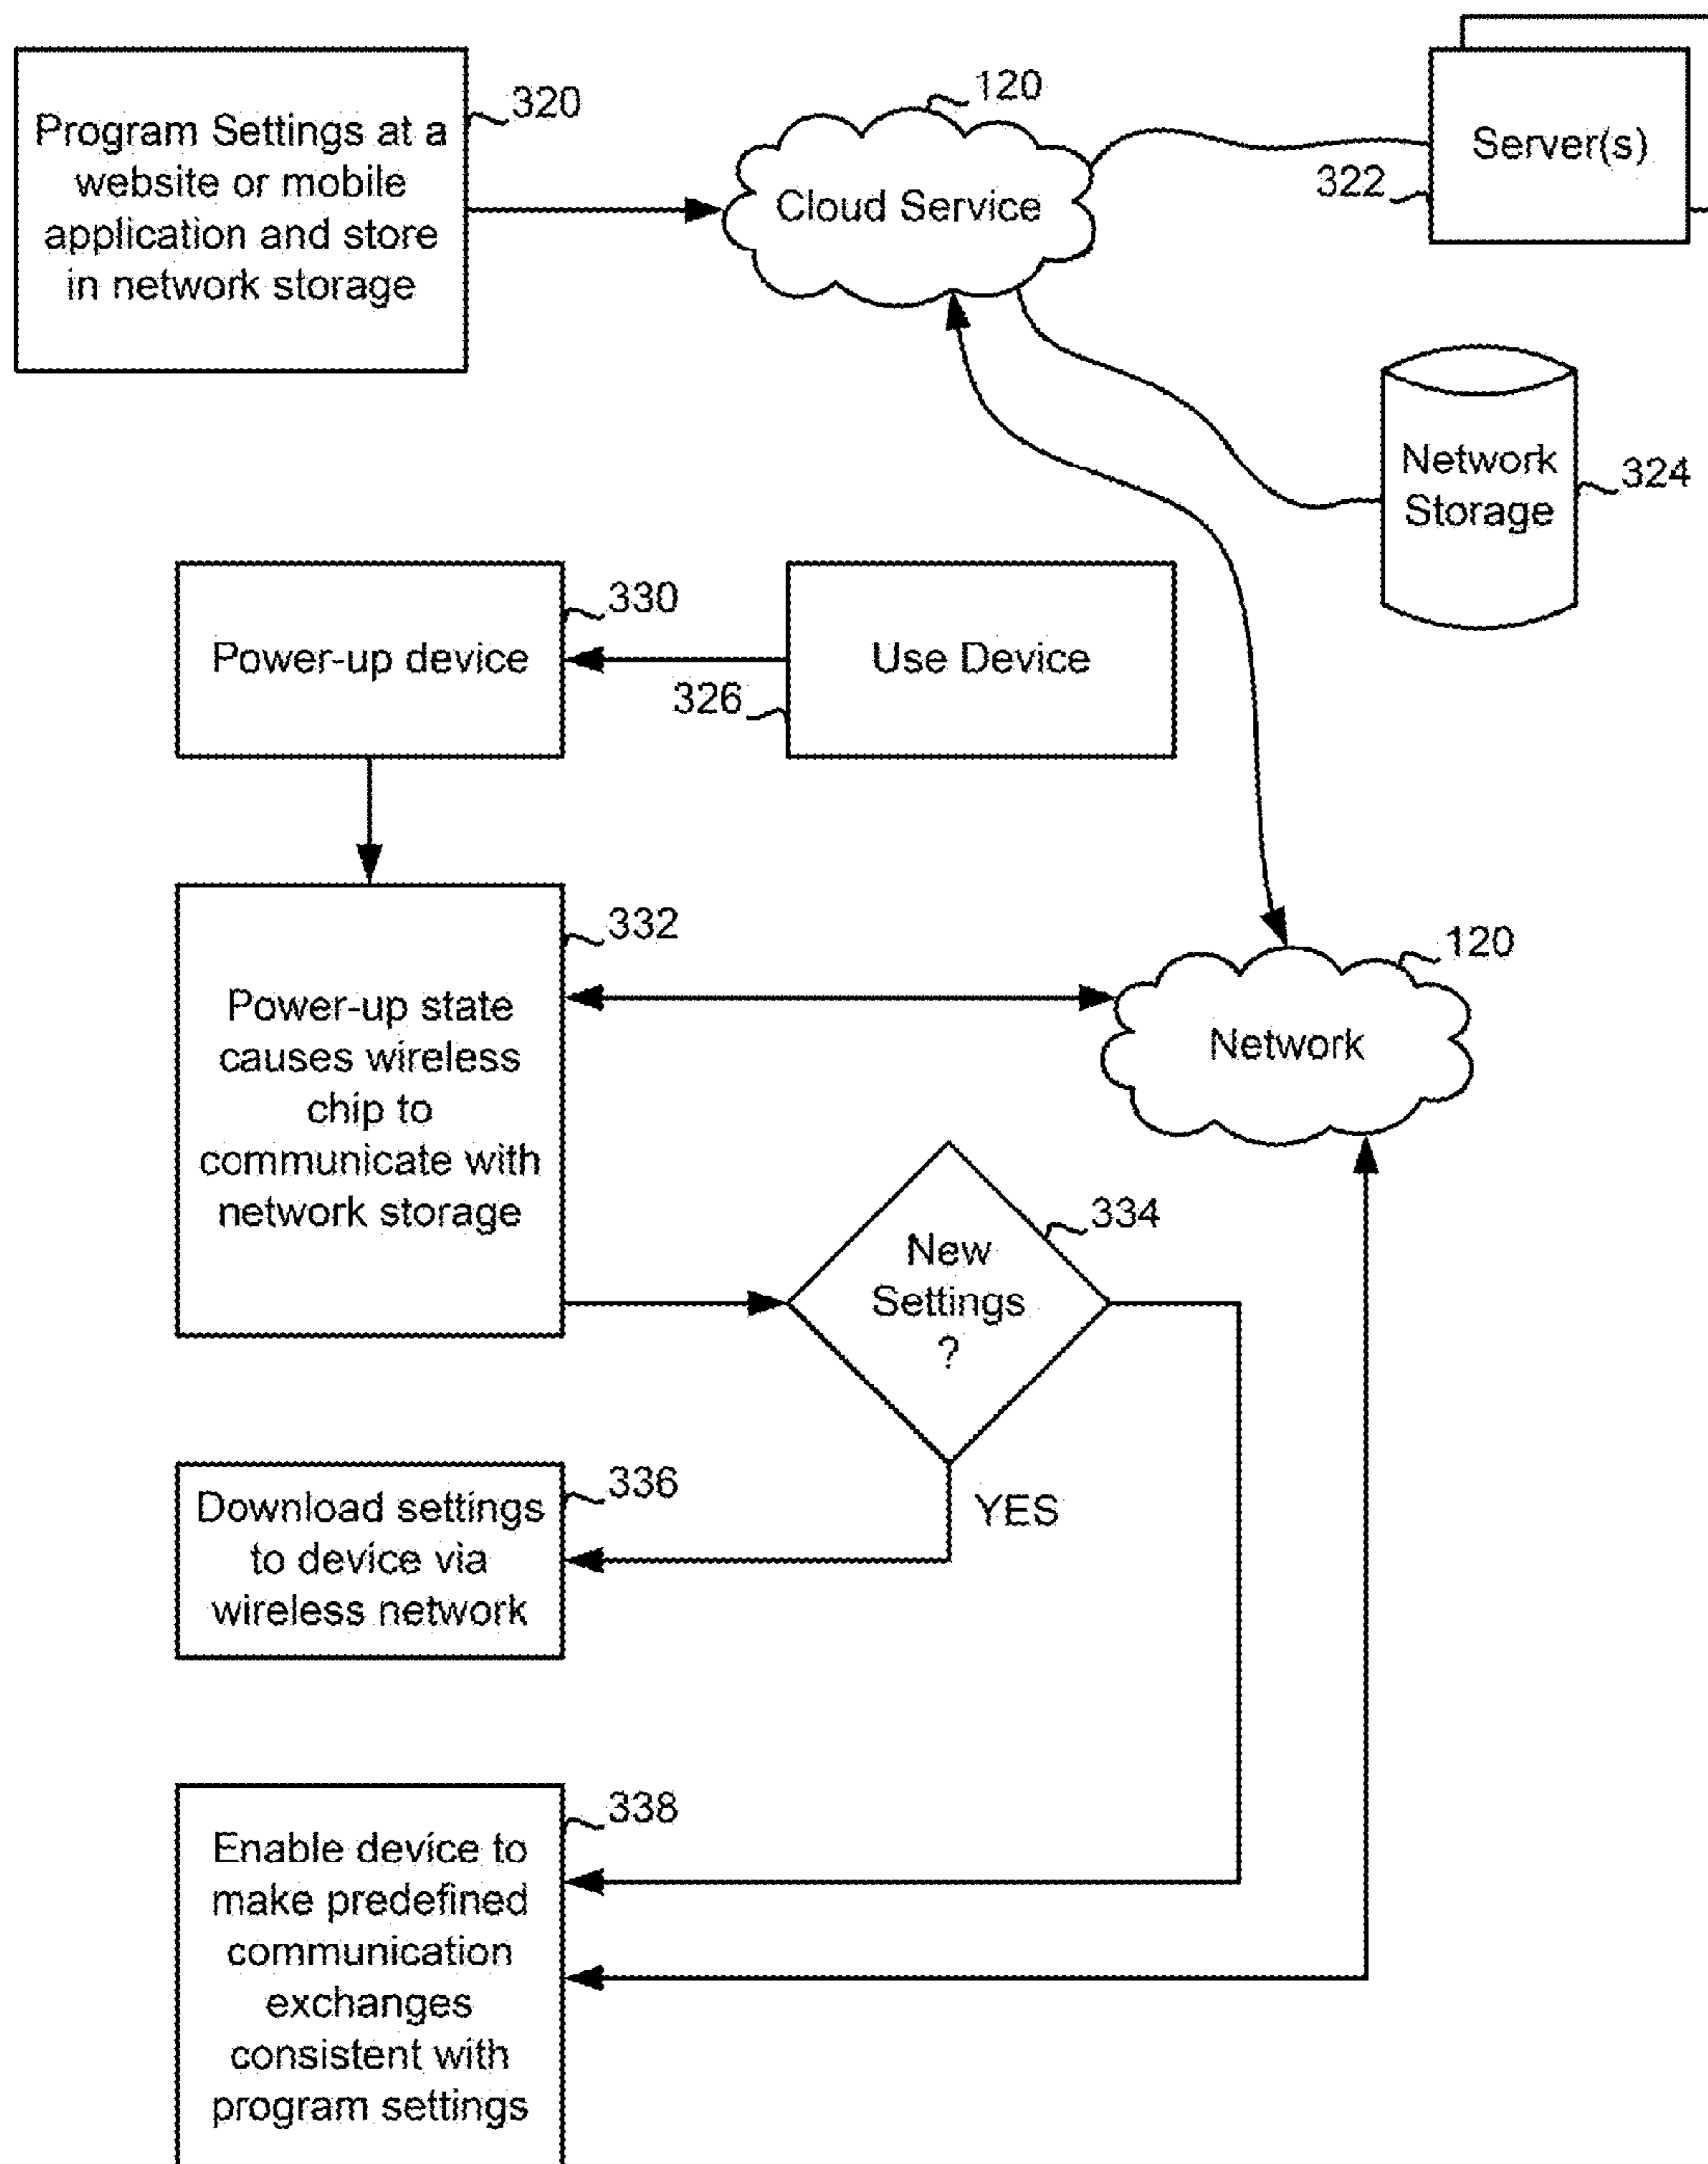 Program Settings at a
website or mobile
application and store
in network storage
320
Cloud Service
120
Server(s)
322
Network
Storage
324
Power-up device
330
Use Device
326
Power-up state
causes wireless
chip to
communicate with
network storage
332
Network
120
New
Settings
?
334
YES
Download settings
to device via
wireless network
336
Enable device to
make predefined
communication
exchanges
consistent with
program settings
338